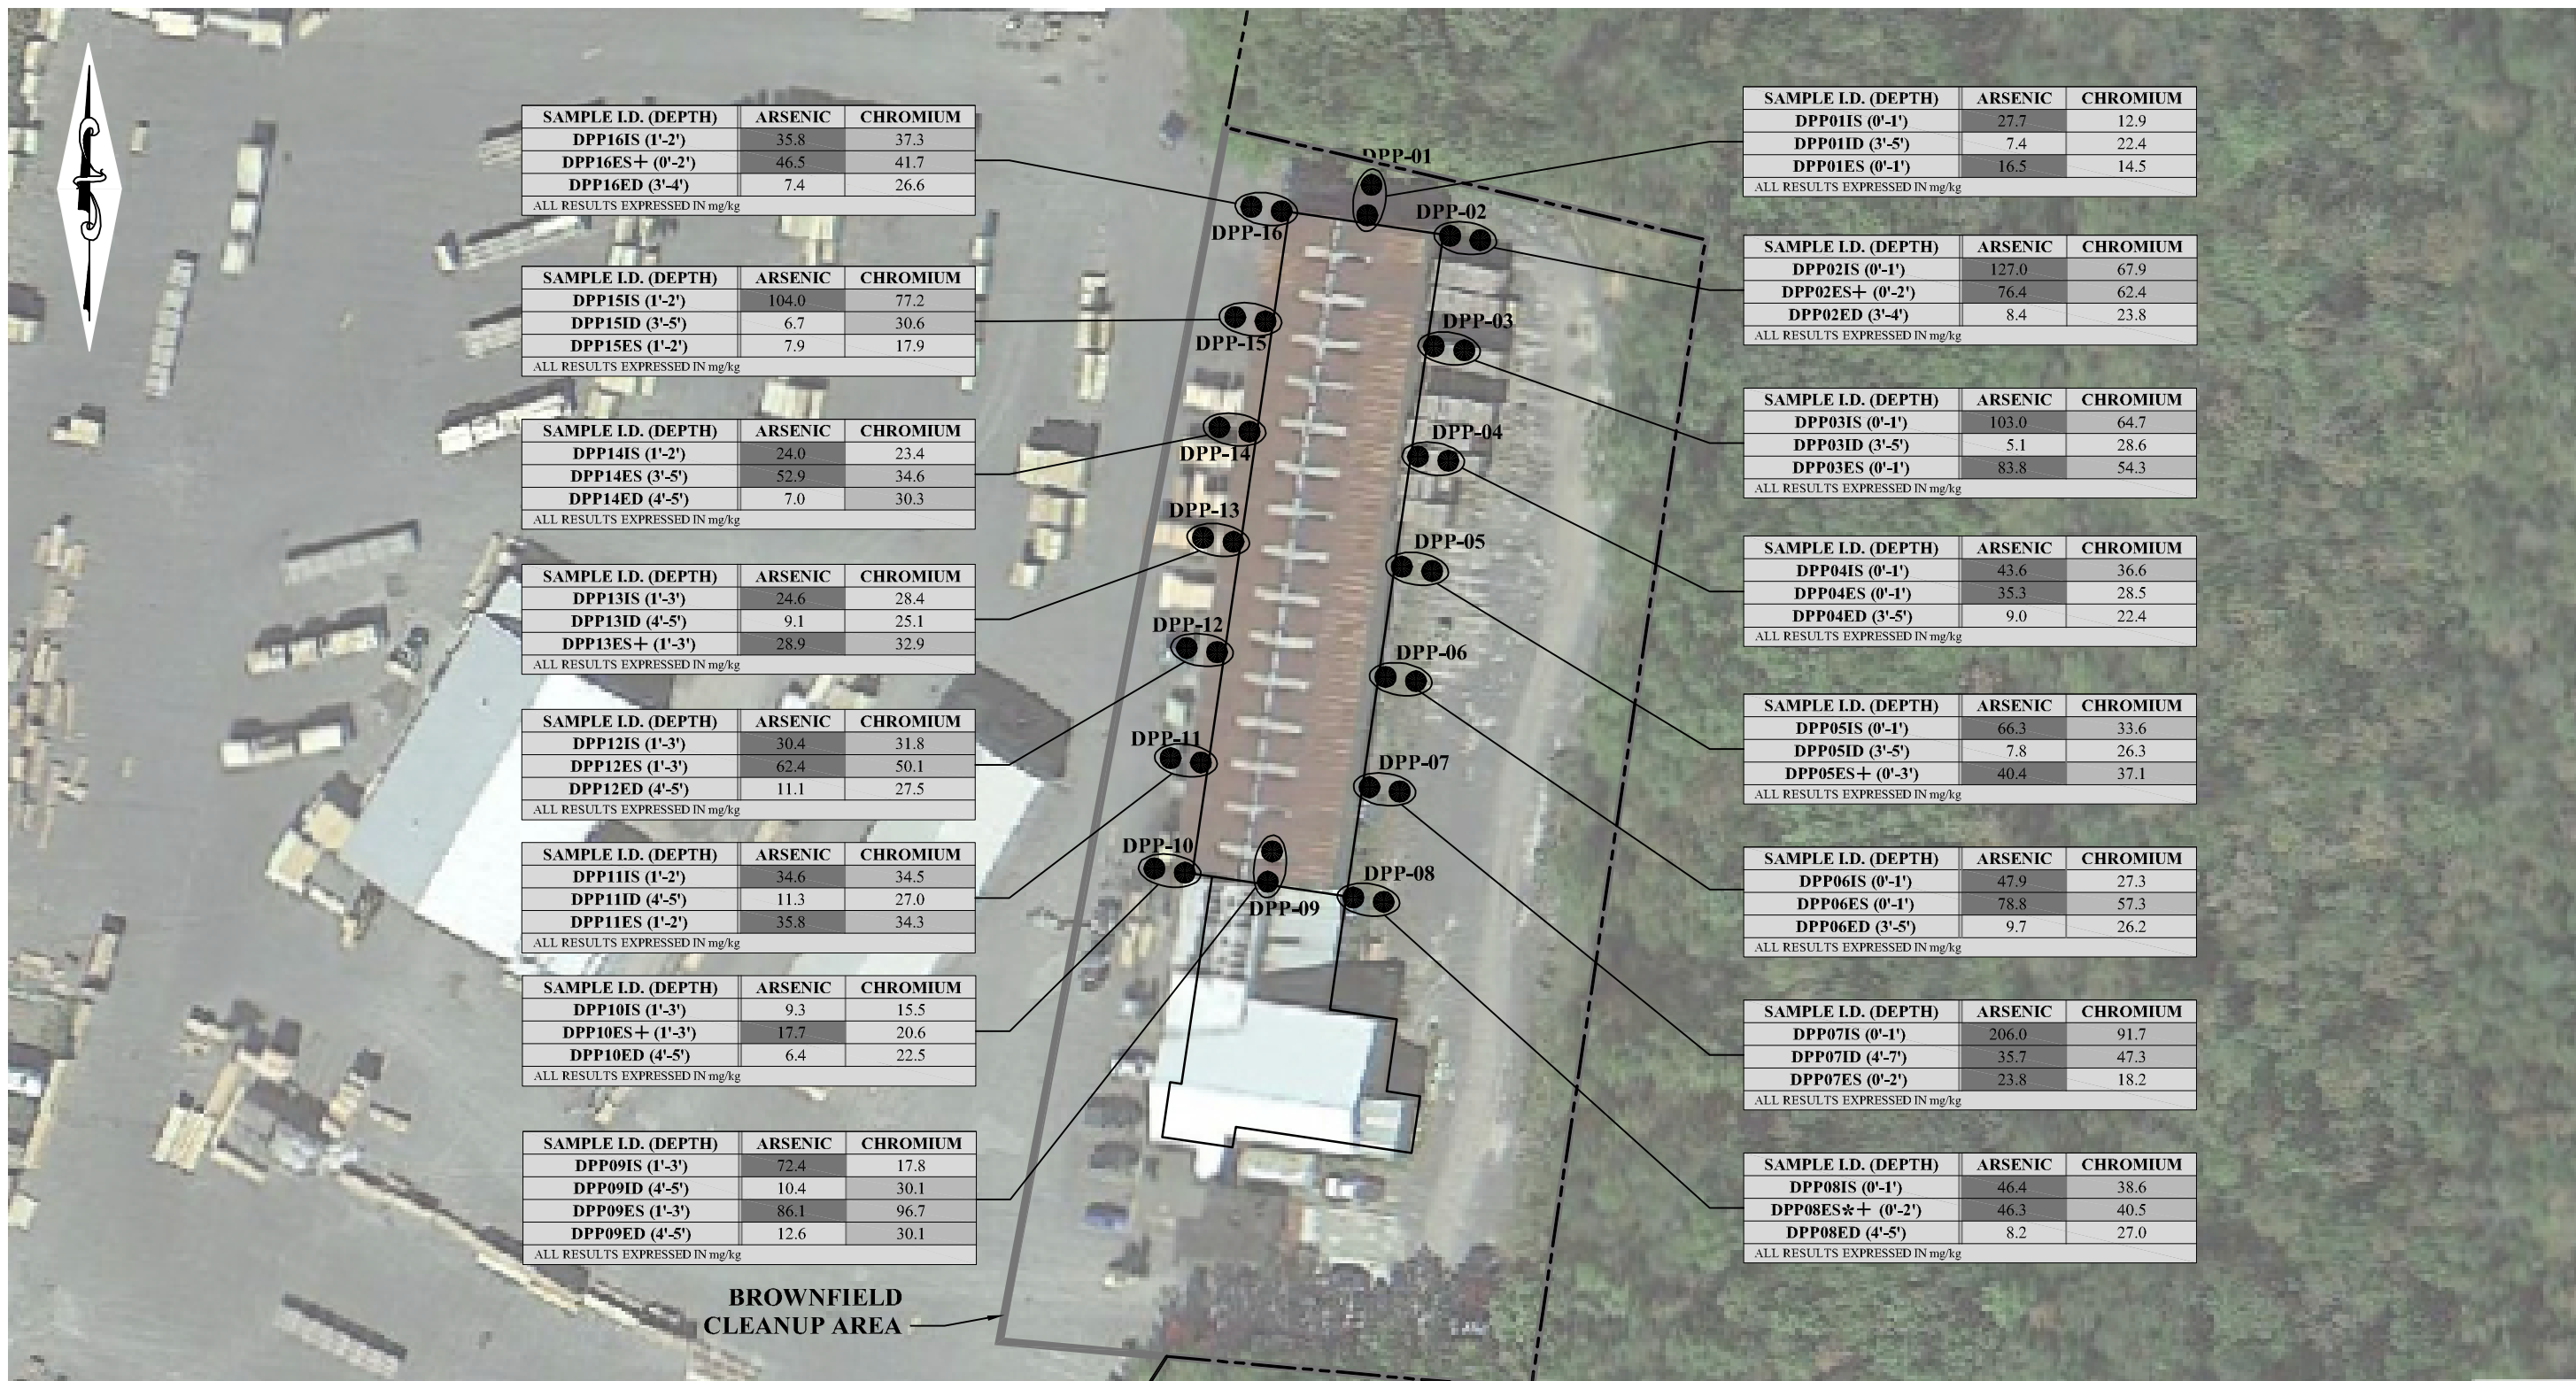 SAMPLE I.D. (DEPTH) ARSENIC CHROMIUM
DPP16IS (1'-2') 35.8 37.3
DPP16ES+ (0'-2') 46.5 41.7
DPP16ED (3'-4') 7.4 26.6
ALL RESULTS EXPRESSED IN mg/kg
SAMPLE I.D. (DEPTH) ARSENIC CHROMIUM
DPP15IS (1'-2') 104.0 77.2
DPP15ID (3'-5') 6.7 30.6
DPP15ES (1'-2') 7.9 17.9
ALL RESULTS EXPRESSED IN mg/kg
SAMPLE I.D. (DEPTH) ARSENIC CHROMIUM
DPP14IS (1'-2') 24.0 23.4
DPP14ES (3'-5') 52.9 34.6
DPP14ED (4'-5') 7.0 30.3
ALL RESULTS EXPRESSED IN mg/kg
SAMPLE I.D. (DEPTH) ARSENIC CHROMIUM
DPP13IS (1'-3') 24.6 28.4
DPP13ID (4'-5') 9.1 25.1
DPP13ES+ (1'-3') 28.9 32.9
ALL RESULTS EXPRESSED IN mg/kg
SAMPLE I.D. (DEPTH) ARSENIC CHROMIUM
DPP12IS (1'-3') 30.4 31.8
DPP12ES (1'-3') 62.4 50.1
DPP12ED (4'-5') 11.1 27.5
ALL RESULTS EXPRESSED IN mg/kg
SAMPLE I.D. (DEPTH) ARSENIC CHROMIUM
DPP11IS (1'-2') 34.6 34.5
DPP11ID (4'-5') 11.3 27.0
DPP11ES (1'-2') 35.8 34.3
ALL RESULTS EXPRESSED IN mg/kg
SAMPLE I.D. (DEPTH) ARSENIC CHROMIUM
DPP10IS (1'-3') 9.3 15.5
DPP10ES+ (1'-3') 17.7 20.6
DPP10ED (4'-5') 6.4 22.5
ALL RESULTS EXPRESSED IN mg/kg
SAMPLE I.D. (DEPTH) ARSENIC CHROMIUM
DPP09IS (1'-3') 72.4 17.8
DPP09ID (4'-5') 10.4 30.1
DPP09ES (1'-3') 86.1 96.7
DPP09ED (4'-5') 12.6 30.1
ALL RESULTS EXPRESSED IN mg/kg
BROWNFIELD
CLEANUP AREA
DPP-01
DPP-02
DPP-16
DPP-03
DPP-15
DPP-04
DPP-14
DPP-13
DPP-05
DPP-12
DPP-06
DPP-11
DPP-07
DPP-10
DPP-08
DPP-09
SAMPLE I.D. (DEPTH) ARSENIC CHROMIUM
DPP01IS (0'-1') 27.7 12.9
DPP01ID (3'-5') 7.4 22.4
DPP01ES (0'-1') 16.5 14.5
ALL RESULTS EXPRESSED IN mg/kg
SAMPLE I.D. (DEPTH) ARSENIC CHROMIUM
DPP02IS (0'-1') 127.0 67.9
DPP02ES+ (0'-2') 76.4 62.4
DPP02ED (3'-4') 8.4 23.8
ALL RESULTS EXPRESSED IN mg/kg
SAMPLE I.D. (DEPTH) ARSENIC CHROMIUM
DPP03IS (0'-1') 103.0 64.7
DPP03ID (3'-5') 5.1 28.6
DPP03ES (0'-1') 83.8 54.3
ALL RESULTS EXPRESSED IN mg/kg
SAMPLE I.D. (DEPTH) ARSENIC CHROMIUM
DPP04IS (0'-1') 43.6 36.6
DPP04ES (0'-1') 35.3 28.5
DPP04ED (3'-5') 9.0 22.4
ALL RESULTS EXPRESSED IN mg/kg
SAMPLE I.D. (DEPTH) ARSENIC CHROMIUM
DPP05IS (0'-1') 66.3 33.6
DPP05ID (3'-5') 7.8 26.3
DPP05ES+ (0'-3') 40.4 37.1
ALL RESULTS EXPRESSED IN mg/kg
SAMPLE I.D. (DEPTH) ARSENIC CHROMIUM
DPP06IS (0'-1') 47.9 27.3
DPP06ES (0'-1') 78.8 57.3
DPP06ED (3'-5') 9.7 26.2
ALL RESULTS EXPRESSED IN mg/kg
SAMPLE I.D. (DEPTH) ARSENIC CHROMIUM
DPP07IS (0'-1') 206.0 91.7
DPP07ID (4'-7') 35.7 47.3
DPP07ES (0'-2') 23.8 18.2
ALL RESULTS EXPRESSED IN mg/kg
SAMPLE I.D. (DEPTH) ARSENIC CHROMIUM
DPP08IS (0'-1') 46.4 38.6
DPP08ES*+ (0'-2') 46.3 40.5
DPP08ED (4'-5') 8.2 27.0
ALL RESULTS EXPRESSED IN mg/kg